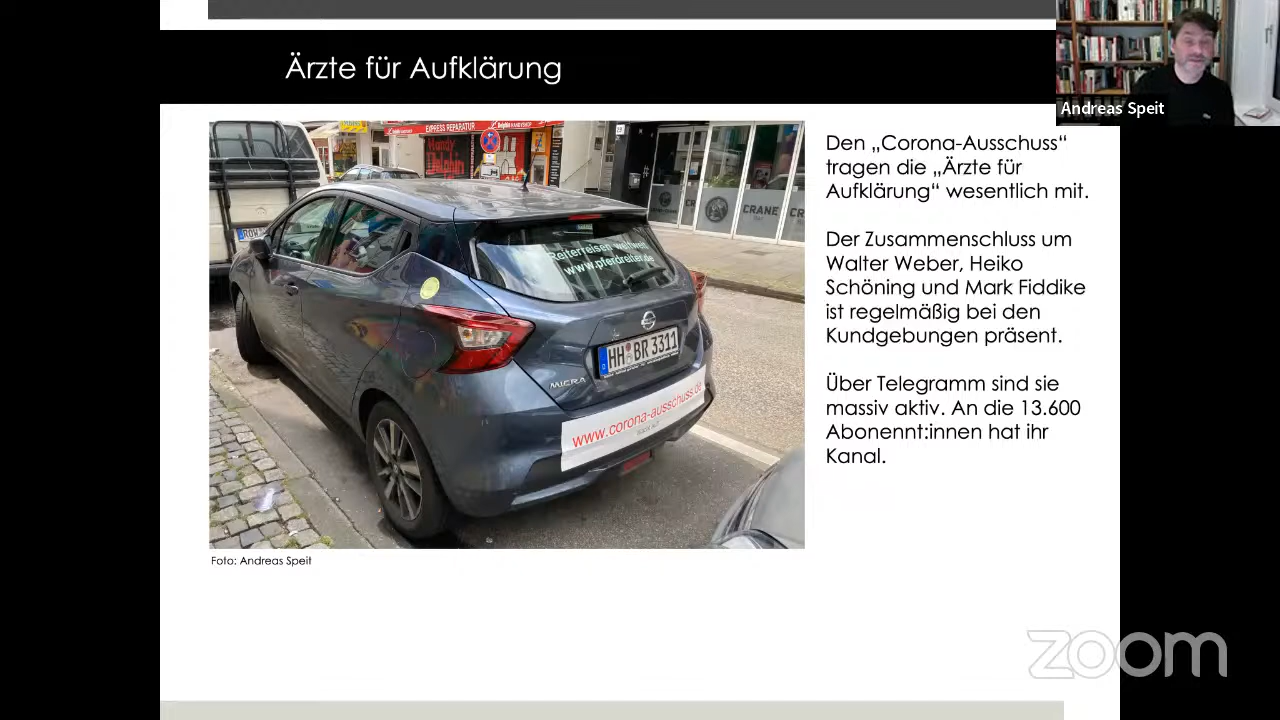 Ärzte für Aufklärung
Andreas Speit
Den „Corona-Ausschuss“
tragen die „Ärzte für
Aufklärung“ wesentlich mit.
Der Zusammenschluss um
Walter Weber, Heiko
Schöning und Mark Fiddike
ist regelmäßig bei den
Kundgebungen präsent.
Über Telegramm sind sie
massiv aktiv. An die 13.600
Abonennt:innen hat ihr
Kanal.
EXPRESS REPARATUR
Handy
CRANE
Reiterreisen weltweit
www.pferdreiter.de
HH BR 3311
MICRA
www.corona-ausschuss.de
Foto: Andreas Speit
zoom